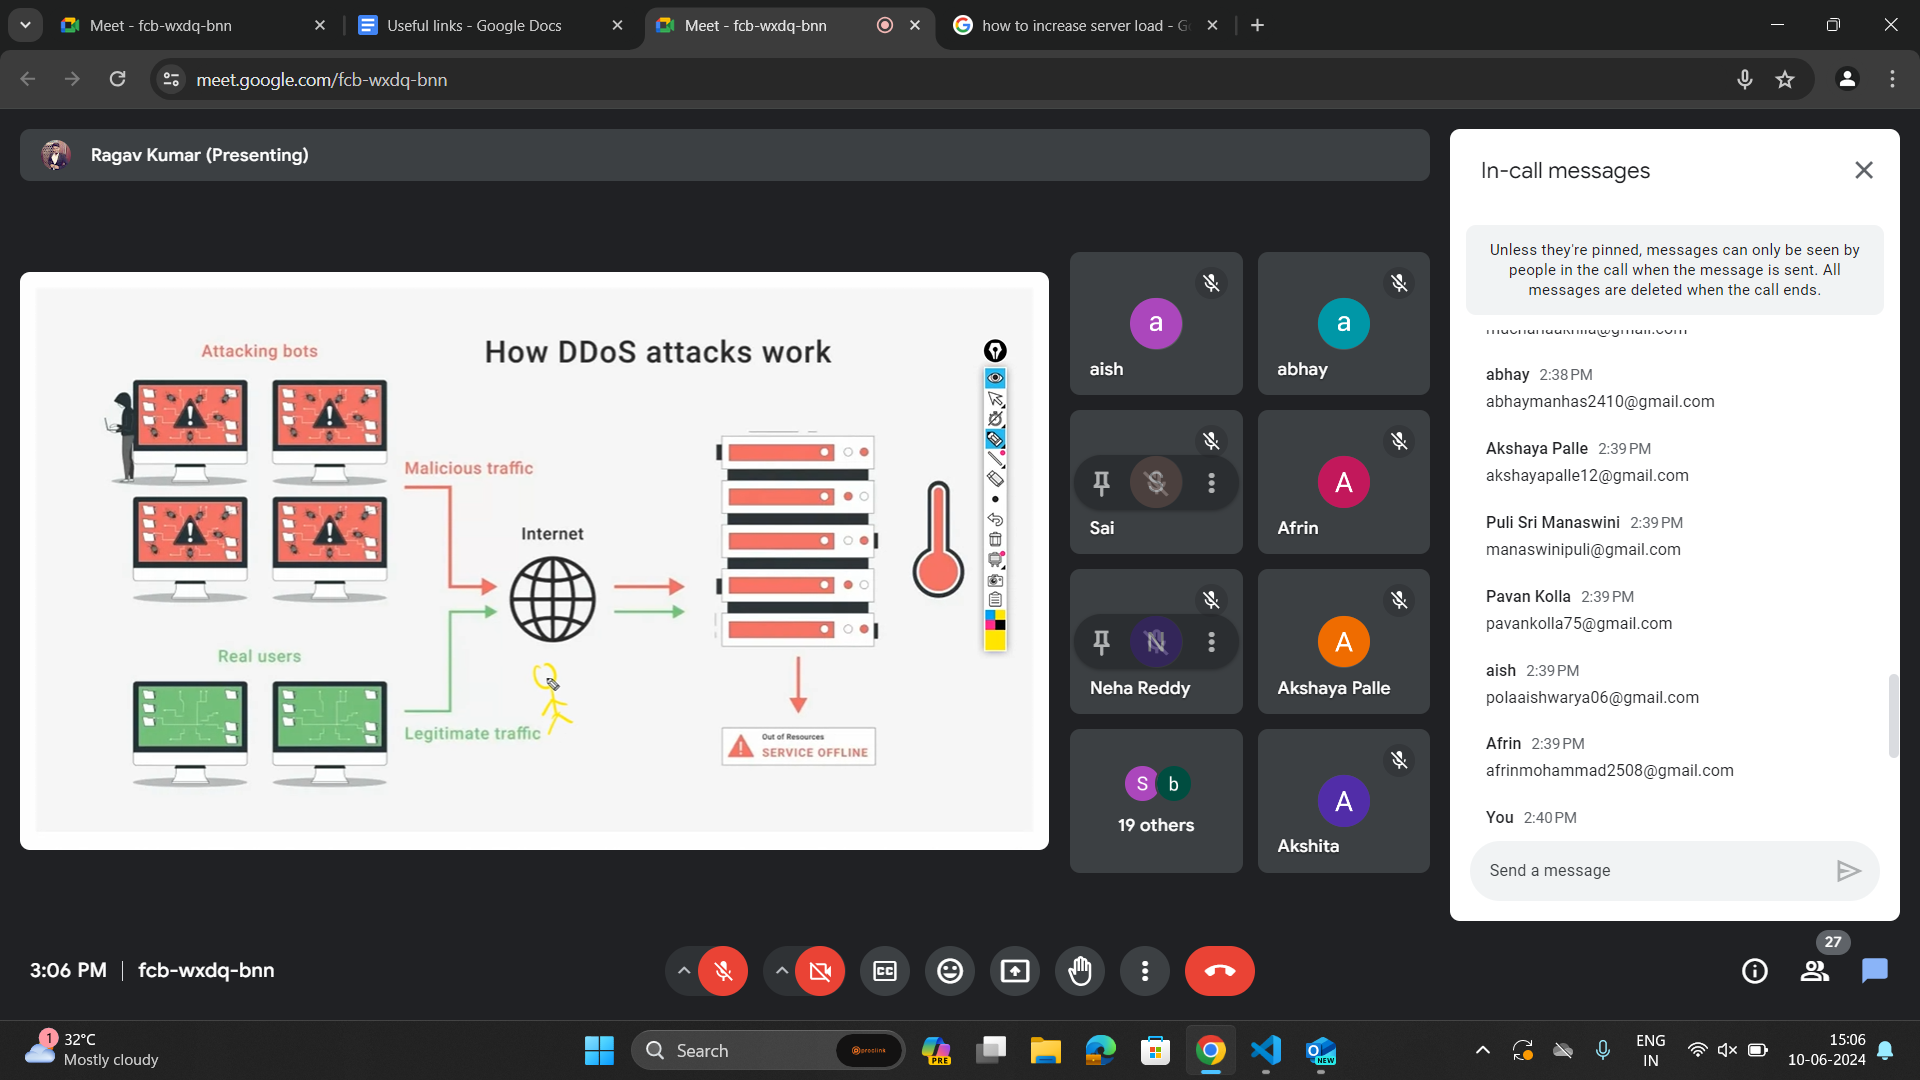 Meet - fcb-wxdq-bnn
Useful links - Google Docs
Meet - fcb-wxdq-bnn
how to increase server load - G
meet.google.com/fcb-wxdq-bnn
Ragav Kumar (Presenting)
How DDoS attacks work
Attacking bots
Malicious traffic
Internet
Real users
Legitimate traffic
Out of Resources
SERVICE OFFLINE
a
aish
a
abhay
S
Sai
A
Afrin
N
Neha Reddy
A
Akshaya Palle
S b
19 others
A
Akshita
In-call messages
Unless they're pinned, messages can only be seen by
people in the call when the message is sent. All
messages are deleted when the call ends.
abhay 2:38 PM
abhaymanhas2410@gmail.com
Akshaya Palle 2:39 PM
akshayapalle12@gmail.com
Puli Sri Manaswini 2:39 PM
manaswinipuli@gmail.com
Pavan Kolla 2:39 PM
pavankolla75@gmail.com
aish 2:39 PM
polaaishwarya06@gmail.com
Afrin 2:39 PM
afrinmohammad2508@gmail.com
You 2:40 PM
Send a message
3:06 PM | fcb-wxdq-bnn
CC
27
1
32°C
Mostly cloudy
Search
proclink
PRE
NEW
ENG
IN
15:06
10-06-2024